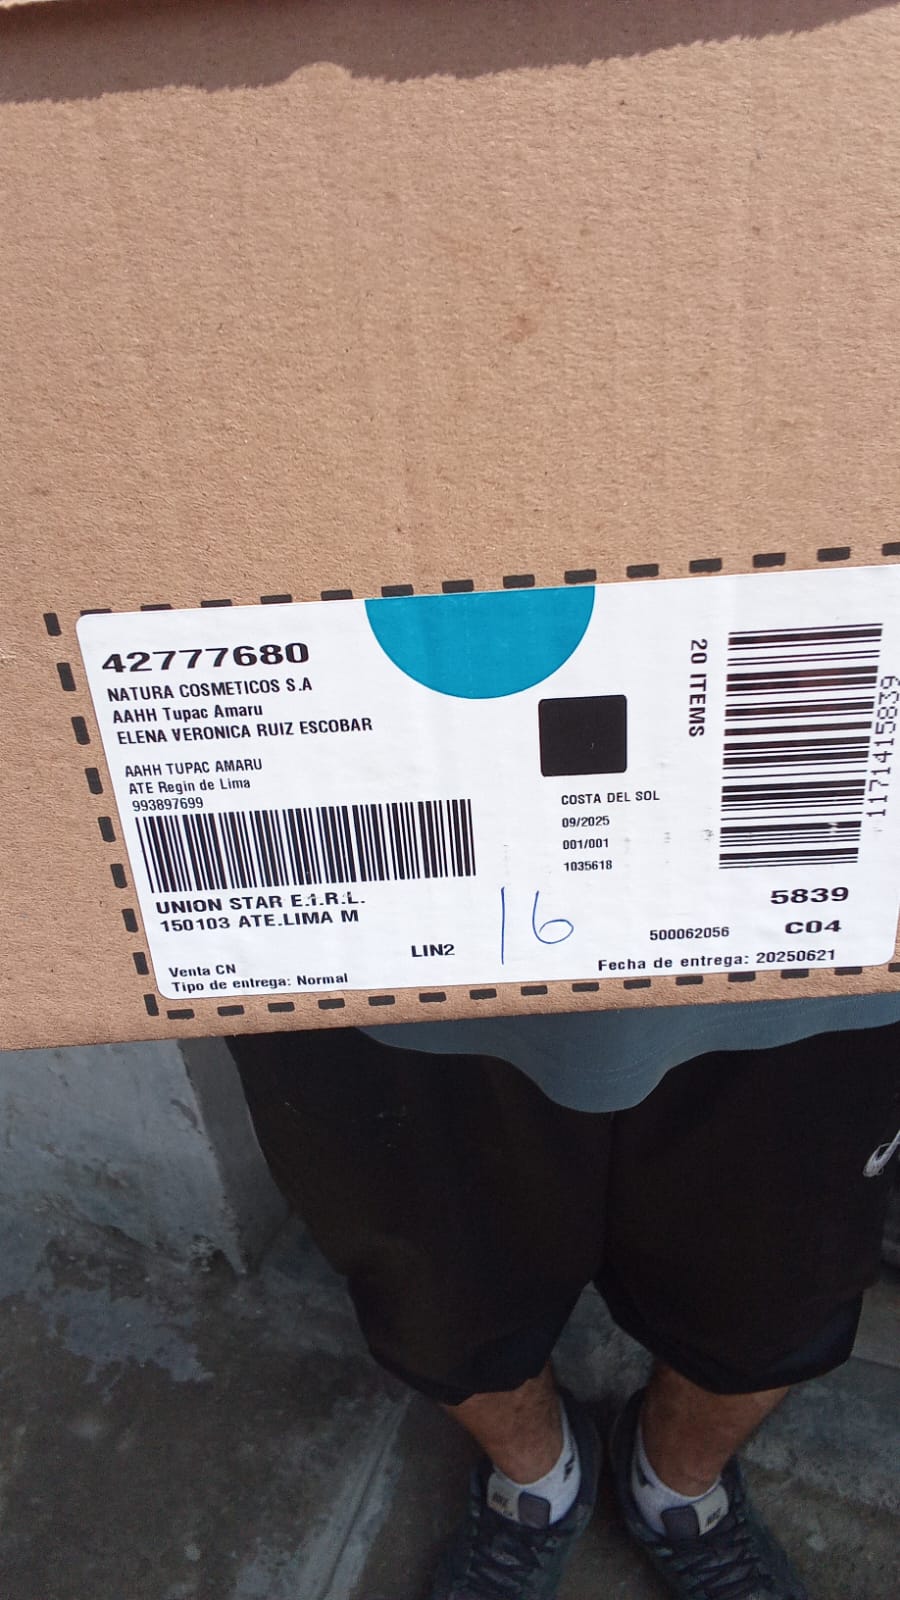 42777680
NATURA COSMETICOS S.A
AAHH Tupac Amaru
ELENA VERONICA RUIZ ESCOBAR
AAHH TUPAC AMARU
ATE Regin de Lima
993897699
UNION STAR E.I.R.L.
150103 ATE.LIMA M
LIN2
Venta CN
Tipo de entrega: Normal
16
COSTA DEL SOL
09/2025
001/001
1035618
20 ITEMS
1171415839
5839
500062056
C04
Fecha de entrega: 20250621